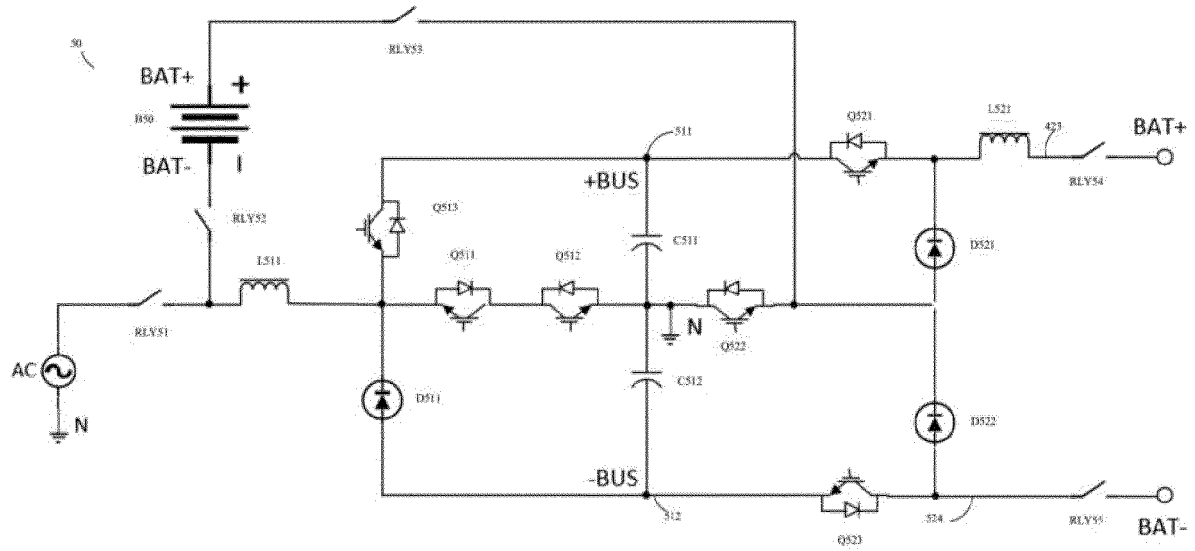 50
RLY53
BAT+
+
B50
BAT-
RLY52
511
Q521
L521
423
BAT+
RLY54
+BUS
Q513
C511
D521
L511
Q511
Q512
RLY51
N
Q522
AC
N
D511
C512
D522
-BUS
512
Q523
524
RLY55
BAT-